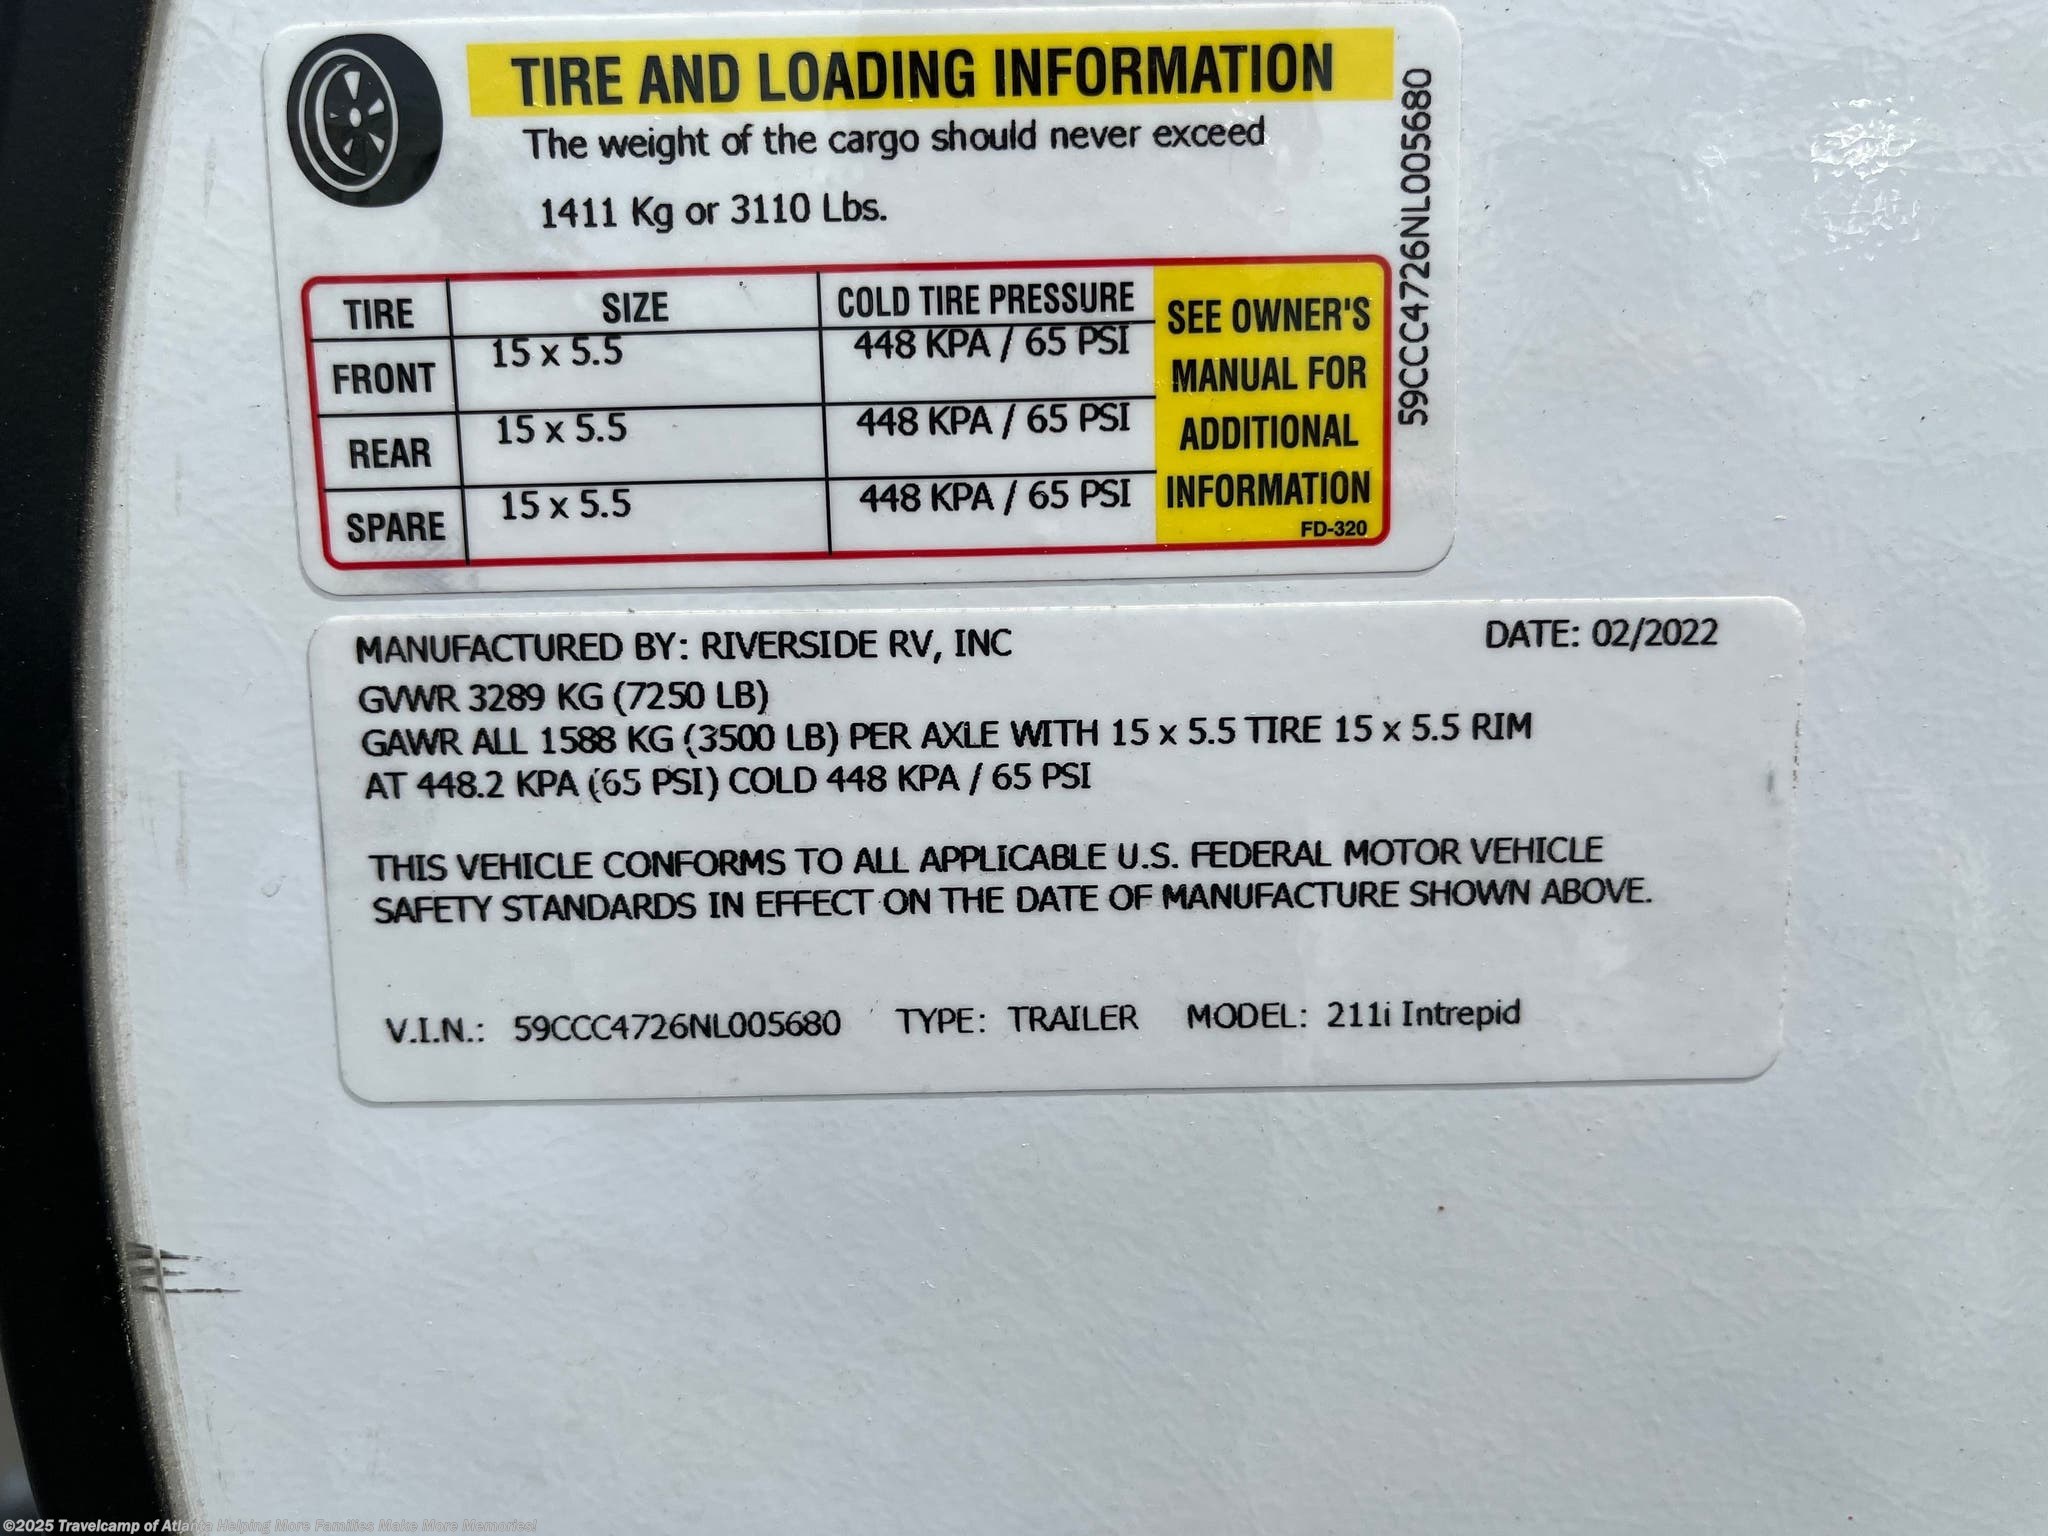 TIRE AND LOADING INFORMATION
The weight of the cargo should never exceed
1411 Kg or 3110 Lbs.
TIRE SIZE COLD TIRE PRESSURE
FRONT 15 x 5.5 448 KPA / 65 PSI
REAR 15 x 5.5 448 KPA / 65 PSI
SPARE 15 x 5.5 448 KPA / 65 PSI
SEE OWNER'S
MANUAL FOR
ADDITIONAL
INFORMATION
FD-320
59CCC4726NL005680
MANUFACTURED BY: RIVERSIDE RV, INC DATE: 02/2022
GVWR 3289 KG (7250 LB)
GAWR ALL 1588 KG (3500 LB) PER AXLE WITH 15 x 5.5 TIRE 15 x 5.5 RIM
AT 448.2 KPA (65 PSI) COLD 448 KPA / 65 PSI
THIS VEHICLE CONFORMS TO ALL APPLICABLE U.S. FEDERAL MOTOR VEHICLE
SAFETY STANDARDS IN EFFECT ON THE DATE OF MANUFACTURE SHOWN ABOVE.
V.I.N.: 59CCC4726NL005680 TYPE: TRAILER MODEL: 211i Intrepid
©2025 Travelcamp of Atlanta Helping More Families Make More Memories!